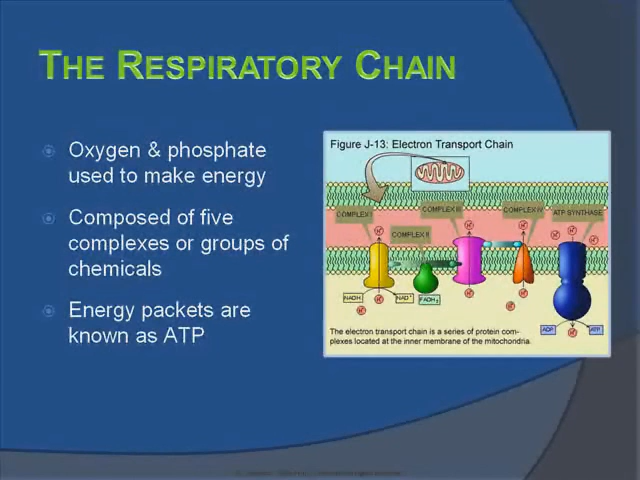 THE RESPIRATORY CHAIN
Oxygen & phosphate
used to make energy
Composed of five
complexes or groups of
chemicals
Energy packets are
known as ATP
Figure J-13: Electron Transport Chain
COMPLEX I
COMPLEX II
COMPLEX III
COMPLEX IV
ATP SYNTHASE
H+
H+
H+
H+
H+
H+
H+
H+
H+
H+
H+
NADH
NAD+
FADH2
ADP
ATP
The electron transport chain is a series of protein com-
plexes located at the inner membrane of the mitochondria.